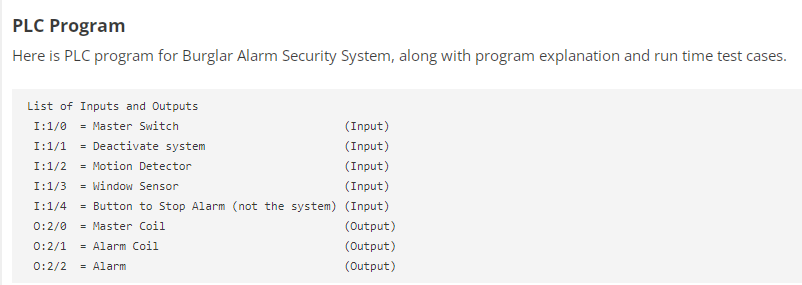 PLC Program
Here is PLC program for Burglar Alarm Security System, along with program explanation and run time test cases.
List of Inputs and Outputs
I:1/0 = Master Switch (Input)
I:1/1 = Deactivate system (Input)
I:1/2 = Motion Detector (Input)
I:1/3 = Window Sensor (Input)
I:1/4 = Button to Stop Alarm (not the system) (Input)
O:2/0 = Master Coil (Output)
O:2/1 = Alarm Coil (Output)
O:2/2 = Alarm (Output)